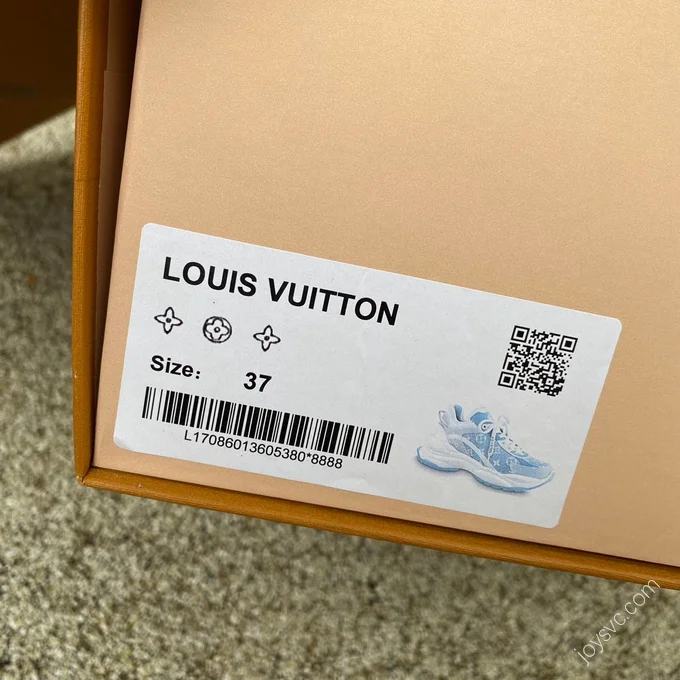 LOUIS VUITTON
Size: 37
L17086013605380*8888
joysvc.com